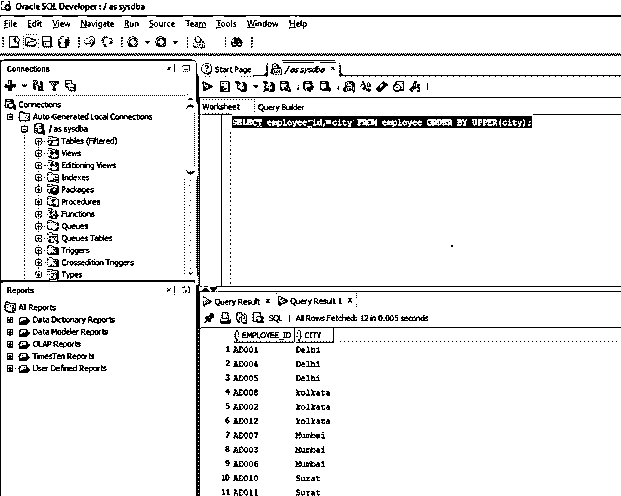 Oracle SQL Developer : / as sysdba
File Edit View Navigate Run Source Team Tools Window Help
Connections
Start Page
/ as sysdba
Worksheet Query Builder
Connections
Auto-Generated Local Connections
/ as sysdba
Tables (Filtered)
Views
Editioning Views
Indexes
Packages
Procedures
Functions
Queues
Queues Tables
Triggers
Crossedition Triggers
Types
SELECT employee_id, city FROM employee ORDER BY UPPER(city);
Reports
All Reports
Data Dictionary Reports
Data Modeler Reports
OLAP Reports
TimesTen Reports
User Defined Reports
Query Result Query Result 1
SQL | All Rows Fetched: 12 in 0.005 seconds
EMPLOYEE_ID CITY
1 AD001 Delhi
2 AD004 Delhi
3 AD005 Delhi
4 AD008 kolkata
5 AD002 kolkata
6 AD012 kolkata
7 AD007 Mumbai
8 AD003 Mumbai
9 AD006 Mumbai
10 AD010 Surat
11 AD011 Surat